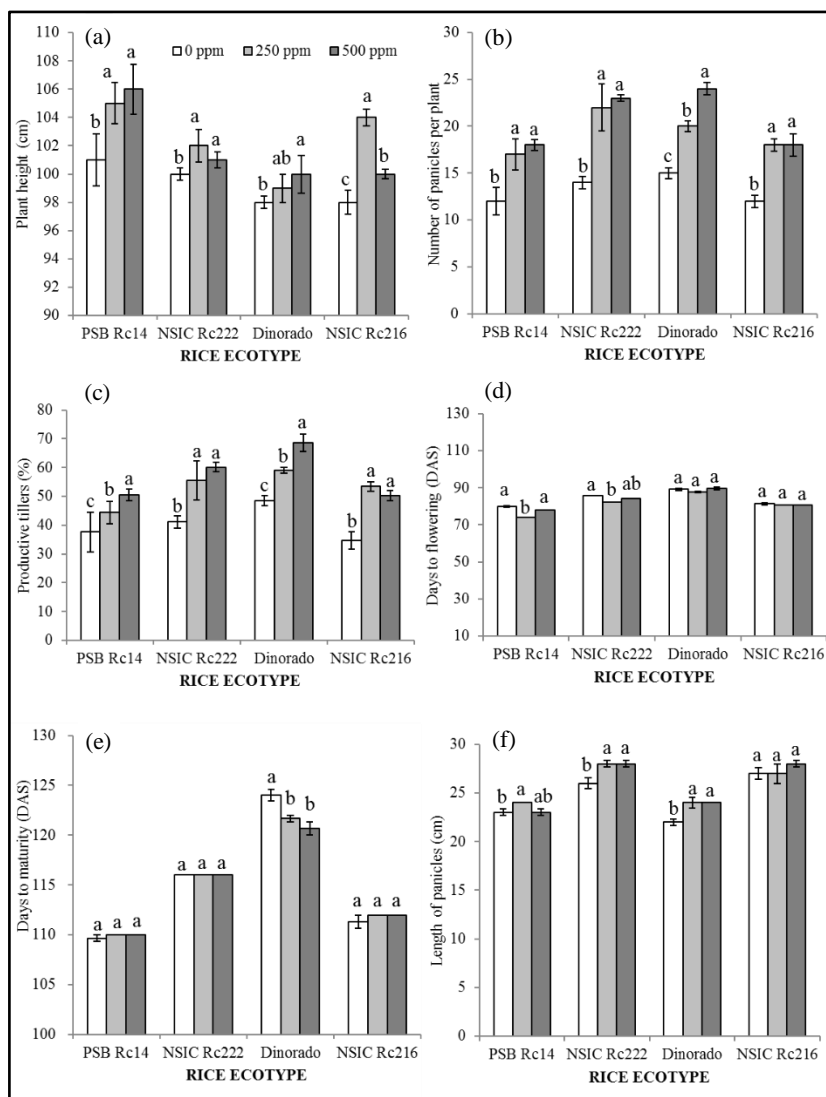 (a)
0 ppm 250 ppm 500 ppm
Plant height (cm)
106
104
102
100
98
96
94
92
90
108
110
b a a b a a b ab a c a b
PSB Rc14 NSIC Rc222 Dinorado NSIC Rc216
RICE ECOTYPE
(b)
Number of panicles per plant
30
25
20
15
10
5
0
b a a b a a c b a b a a
PSB Rc14 NSIC Rc222 Dinorado NSIC Rc216
RICE ECOTYPE
(c)
Productive tillers (%)
80
70
60
50
40
30
20
10
0
c b a b a a c b a b a a
PSB Rc14 NSIC Rc222 Dinorado NSIC Rc216
RICE ECOTYPE
(d)
Days to flowering (DAS)
130
110
90
70
50
30
10
a b a a b ab a a a a a a
PSB Rc14 NSIC Rc222 Dinorado NSIC Rc216
RICE ECOTYPE
(e)
Days to maturity (DAS)
130
125
120
115
110
105
100
a a a a a a a b b a a a
PSB Rc14 NSIC Rc222 Dinorado NSIC Rc216
RICE ECOTYPE
(f)
Length of panicles (cm)
30
25
20
15
10
5
0
b a ab b a a b a a a a a
PSB Rc14 NSIC Rc222 Dinorado NSIC Rc216
RICE ECOTYPE